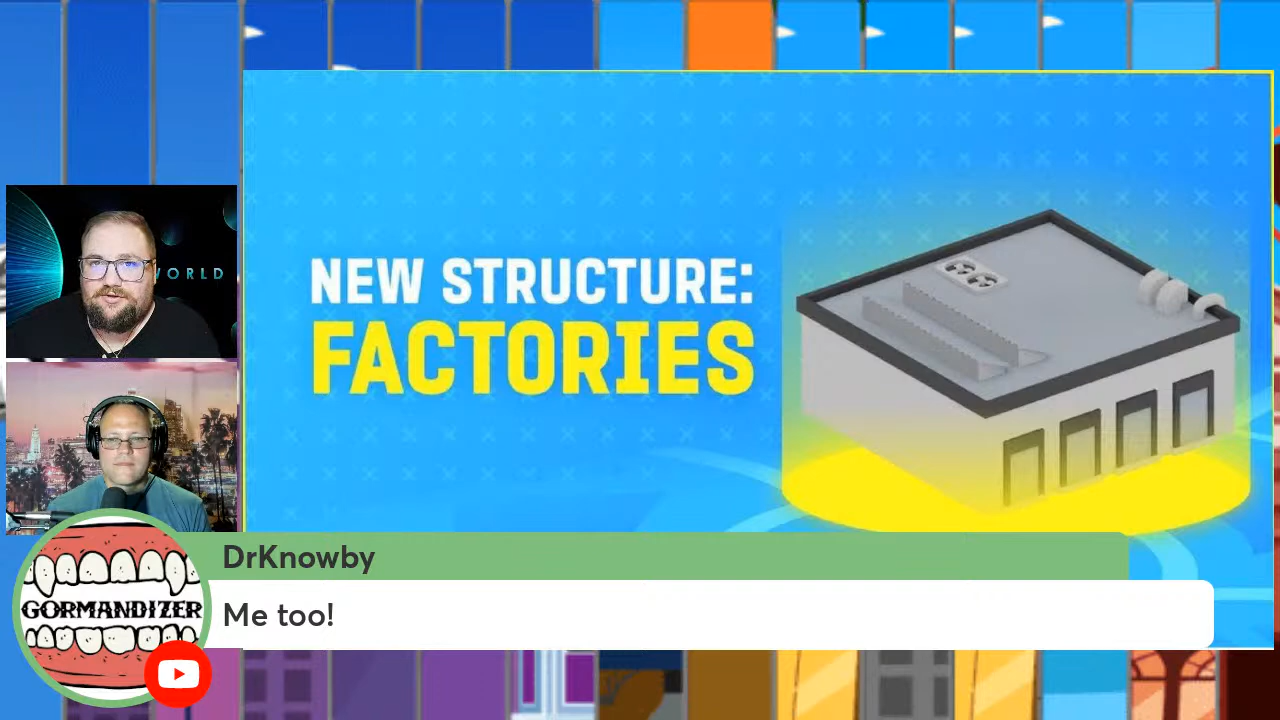 NEW STRUCTURE:
FACTORIES
WORLD
DrKnowby
GORMANDIZER
Me too!